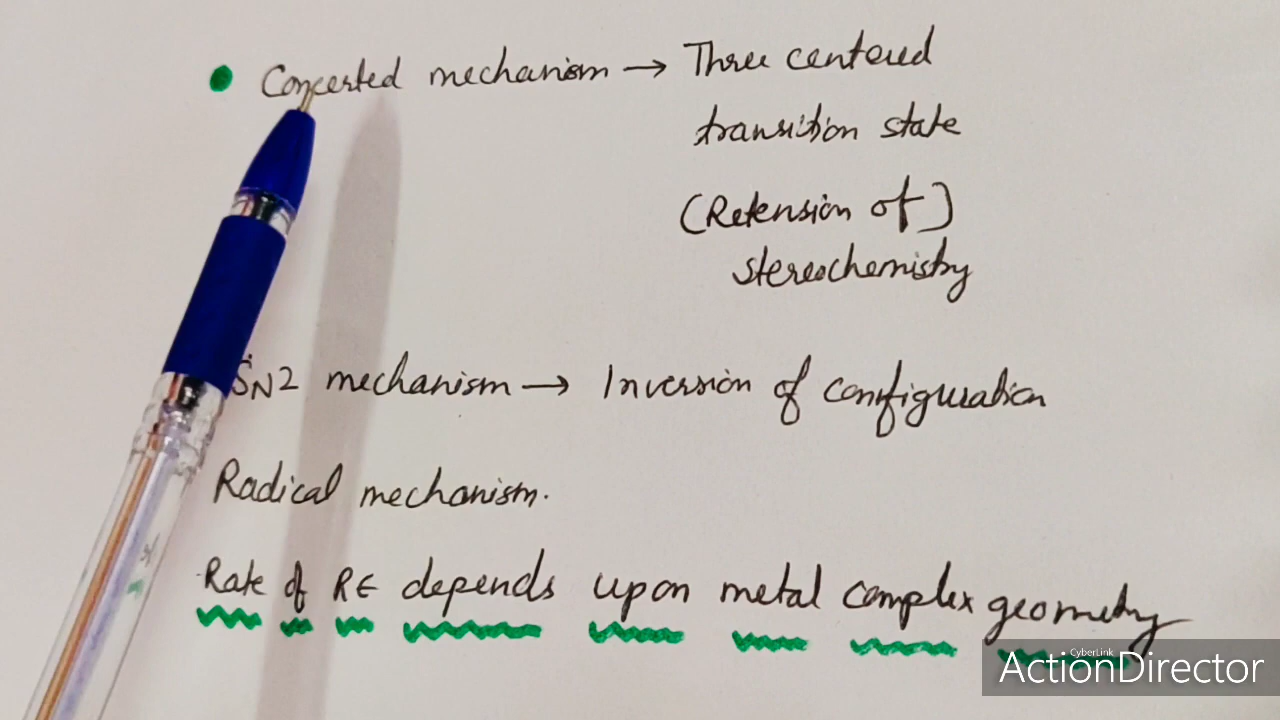 Concerted mechanism → Three centered
transition state
(Retension of)
stereochemistry
SN2 mechanism → Inversion of configuration
Radical mechanism.
Rate of RE depends upon metal complex geometry
CyberLink
ActionDirector